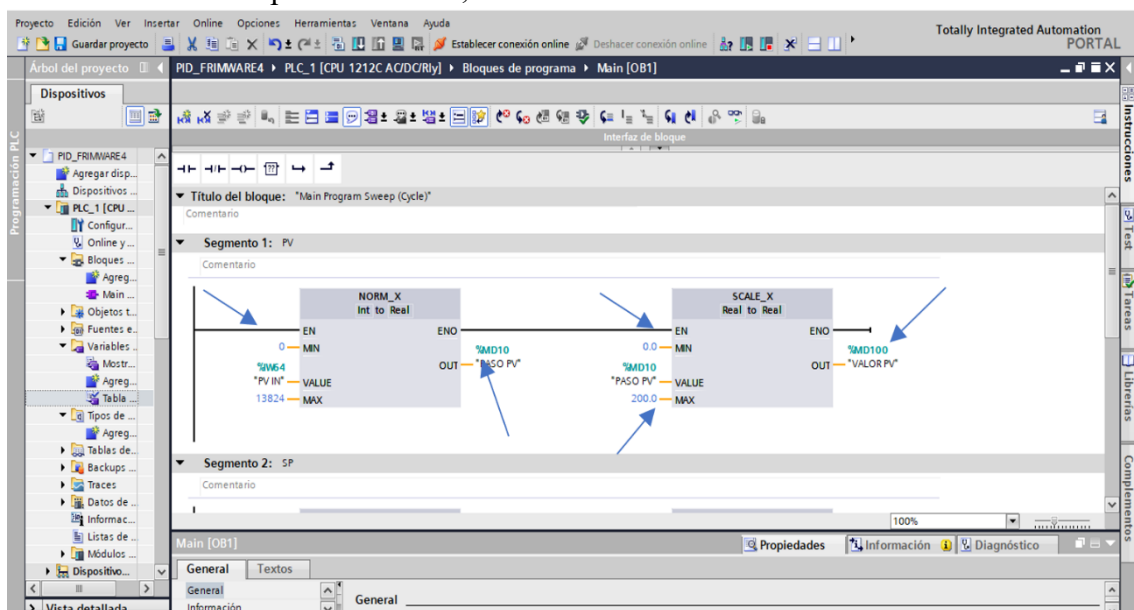 Proyecto Edición Ver Insertar Online Opciones Herramientas Ventana Ayuda
Guardar proyecto
Establecer conexión online
Deshacer conexión online
Totally Integrated Automation
PORTAL
Árbol del proyecto
PID_FRIMWARE4 PLC_1 [CPU 1212C AC/DC/Rly] Bloques de programa Main [OB1]
Dispositivos
Programación PLC
PID_FRIMWARE4
Agregar disp...
Dispositivos ...
PLC_1 [CPU ...
Configur...
Online y ...
Bloques ...
Agreg...
Main ...
Objetos t...
Fuentes e..
Variables ..
Mostr...
Agreg...
Tabla ...
Tipos de ...
Agreg...
Tablas de..
Backups ...
Traces
Datos de ..
Informac...
Listas de ..
Módulos ...
Dispositivo...
Vista detallada
Interfaz de bloque
Título del bloque: "Main Program Sweep (Cycle)"
Comentario
Segmento 1: PV
Comentario
NORM_X
Int to Real
EN
ENO
0
MIN
%MD10
OUT
"PASO PV"
%IW64
"PV IN"
VALUE
13824
MAX
SCALE_X
Real to Real
EN
ENO
0.0
MIN
%MD100
OUT
"VALOR PV"
%MD10
"PASO PV"
VALUE
200.0
MAX
Segmento 2: SP
Comentario
100%
Main [OB1]
Propiedades
Información
Diagnóstico
General
Textos
General
Información
General
Instrucciones
Test
Tareas
Librerías
Complementos